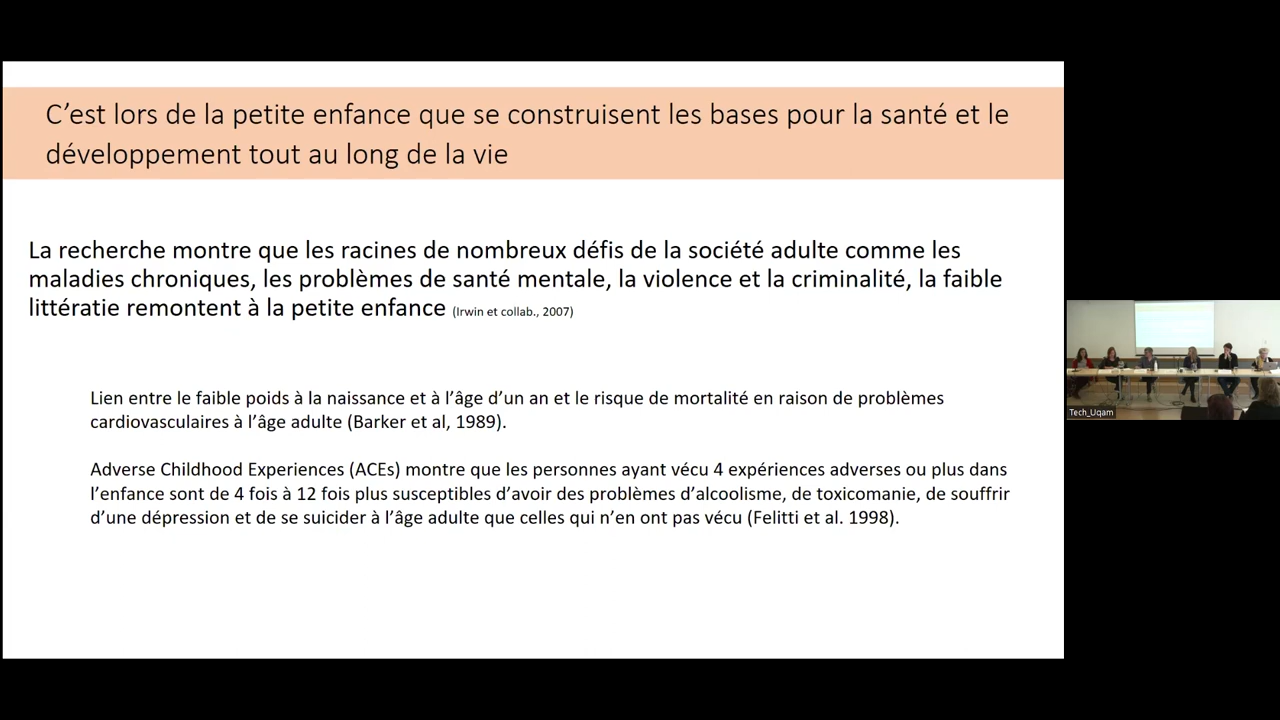 C’est lors de la petite enfance que se construisent les bases pour la santé et le
développement tout au long de la vie
La recherche montre que les racines de nombreux défis de la société adulte comme les
maladies chroniques, les problèmes de santé mentale, la violence et la criminalité, la faible
littératie remontent à la petite enfance (Irwin et collab., 2007)
Lien entre le faible poids à la naissance et à l’âge d’un an et le risque de mortalité en raison de problèmes
cardiovasculaires à l’âge adulte (Barker et al, 1989).
Adverse Childhood Experiences (ACEs) montre que les personnes ayant vécu 4 expériences adverses ou plus dans
l’enfance sont de 4 fois à 12 fois plus susceptibles d’avoir des problèmes d’alcoolisme, de toxicomanie, de souffrir
d’une dépression et de se suicider à l’âge adulte que celles qui n’en ont pas vécu (Felitti et al. 1998).
Tech_Uqam